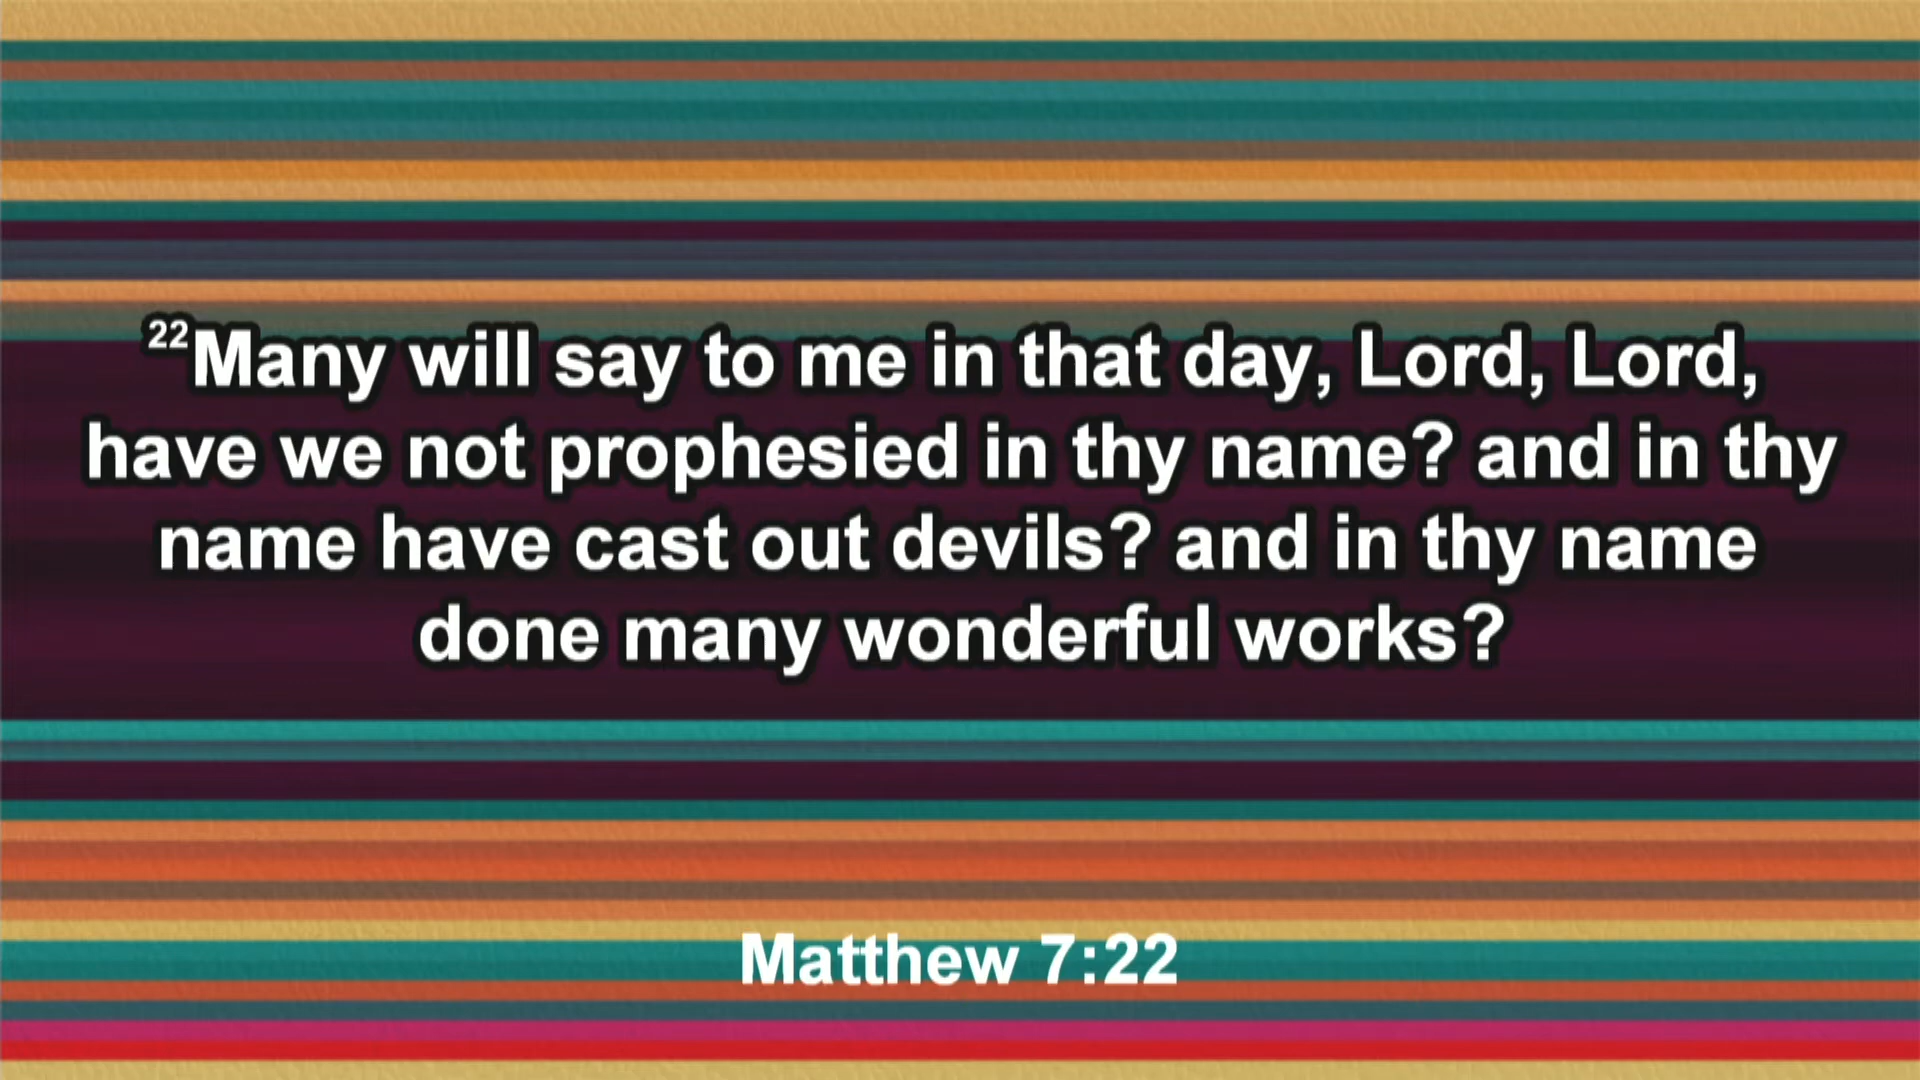 22Many will say to me in that day, Lord, Lord,
have we not prophesied in thy name? and in thy
name have cast out devils? and in thy name
done many wonderful works?
Matthew 7:22